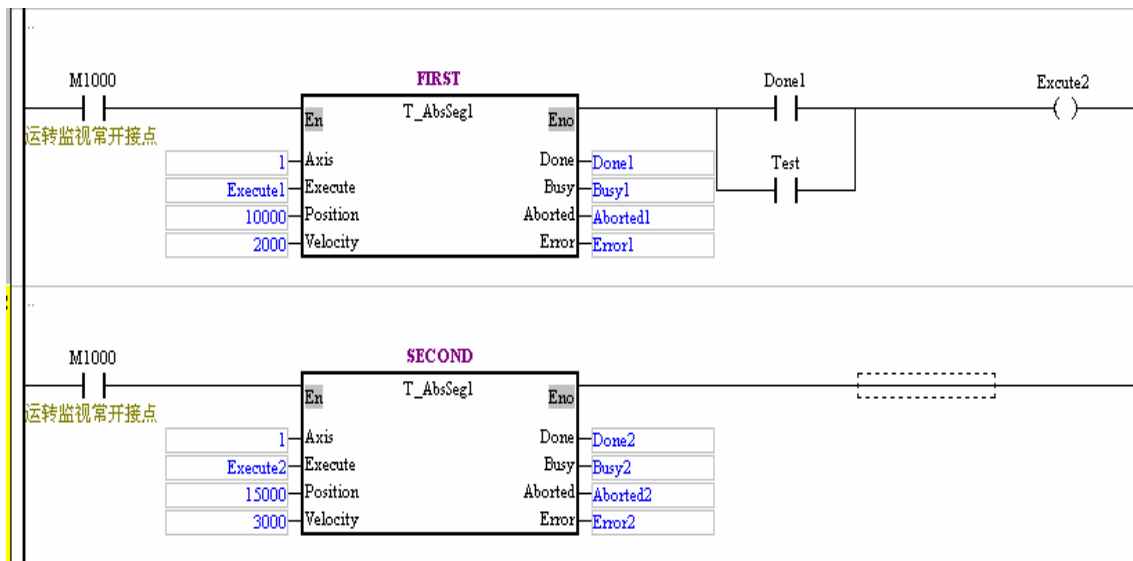 ..
M1000
FIRST
Done1
Excute2
En
T_AbsSeg1
Eno
运转监视常开接点
1
Axis
Done
Done1
Test
Execute1
Execute
Busy
Busy1
10000
Position
Aborted
Aborted1
2000
Velocity
Error
Error1
..
M1000
SECOND
En
T_AbsSeg1
Eno
运转监视常开接点
1
Axis
Done
Done2
Execute2
Execute
Busy
Busy2
15000
Position
Aborted
Aborted2
3000
Velocity
Error
Error2